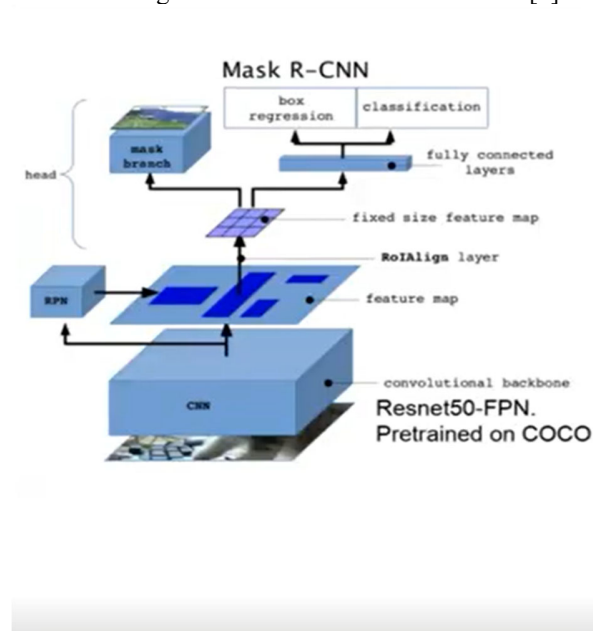 Mask R-CNN
box
regression
classification
mask
branch
head
fully connected
layers
fixed size feature map
RoIAlign layer
RPN
feature map
convolutional backbone
CNN
Resnet50-FPN.
Pretrained on COCO